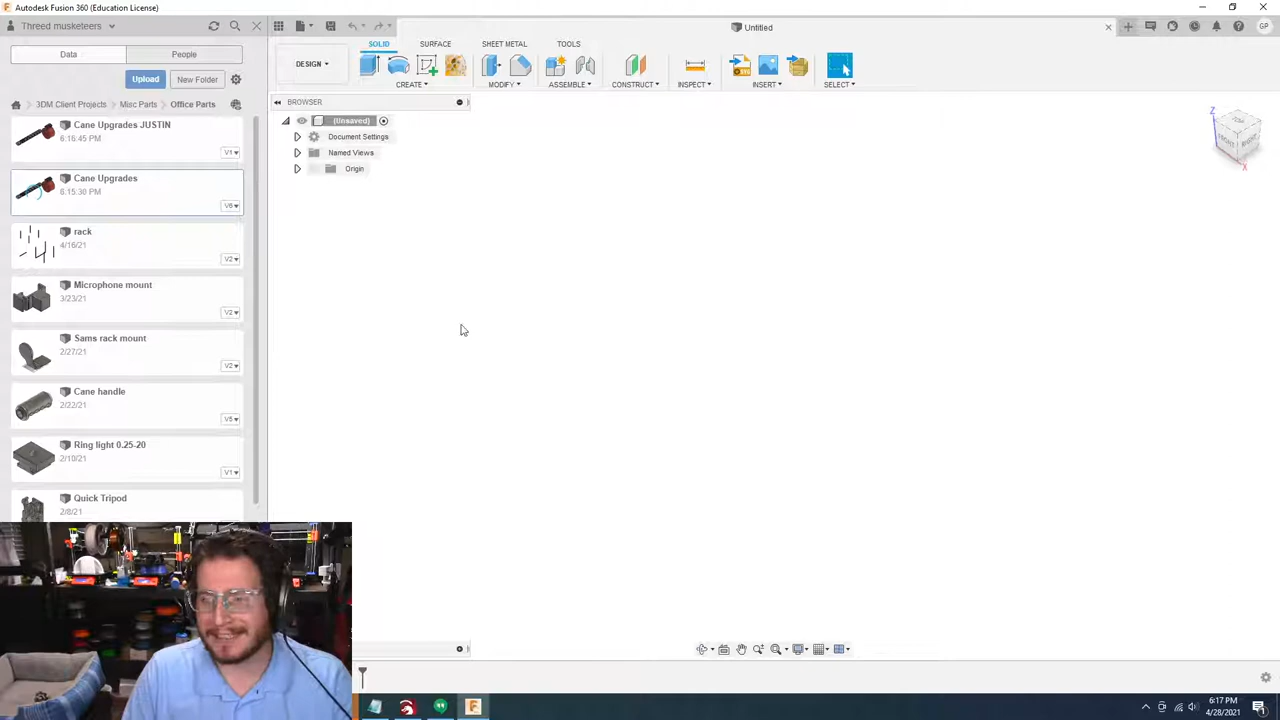 Autodesk Fusion 360 (Education License)
Threed musketeers
Untitled
Data
People
Upload
New Folder
3DM Client Projects
Misc Parts
Office Parts
Cane Upgrades JUSTIN
6:16:45 PM
V1
Cane Upgrades
6:15:30 PM
V6
rack
4/16/21
V2
Microphone mount
3/23/21
V2
Sams rack mount
2/27/21
V2
Cane handle
2/22/21
V5
Ring light 0.25-20
2/10/21
V1
Quick Tripod
2/8/21
DESIGN
SOLID
SURFACE
SHEET METAL
TOOLS
CREATE
MODIFY
ASSEMBLE
CONSTRUCT
INSPECT
INSERT
SELECT
BROWSER
(Unsaved)
Document Settings
Named Views
Origin
Z
FRONT
RIGHT
X
GP
6:17 PM
4/28/2021